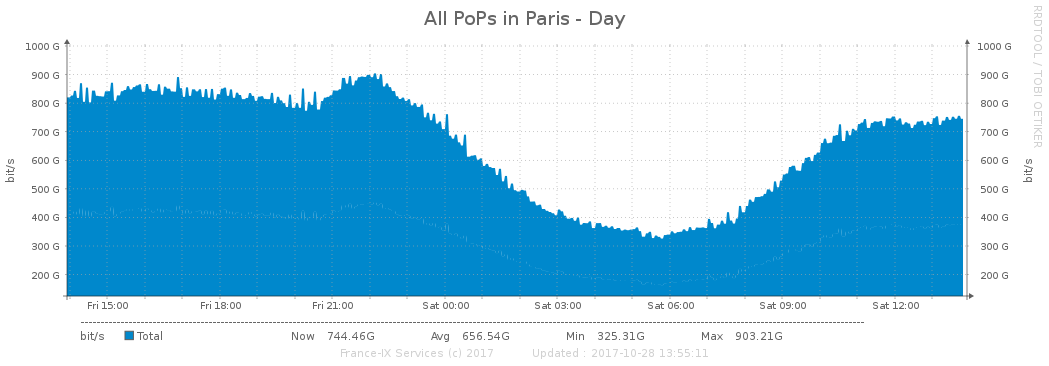 All PoPs in Paris - Day
RRDTOOL / TOBI OETIKER
1000 G 1000 G
900 G 900 G
800 G 800 G
700 G 700 G
600 G 600 G
500 G 500 G
400 G 400 G
300 G 300 G
200 G 200 G
bit/s bit/s
Fri 15:00 Fri 18:00 Fri 21:00 Sat 00:00 Sat 03:00 Sat 06:00 Sat 09:00 Sat 12:00
bit/s Total Now 744.46G Avg 656.54G Min 325.31G Max 903.21G
France-IX Services (c) 2017 Updated : 2017-10-28 13:55:11